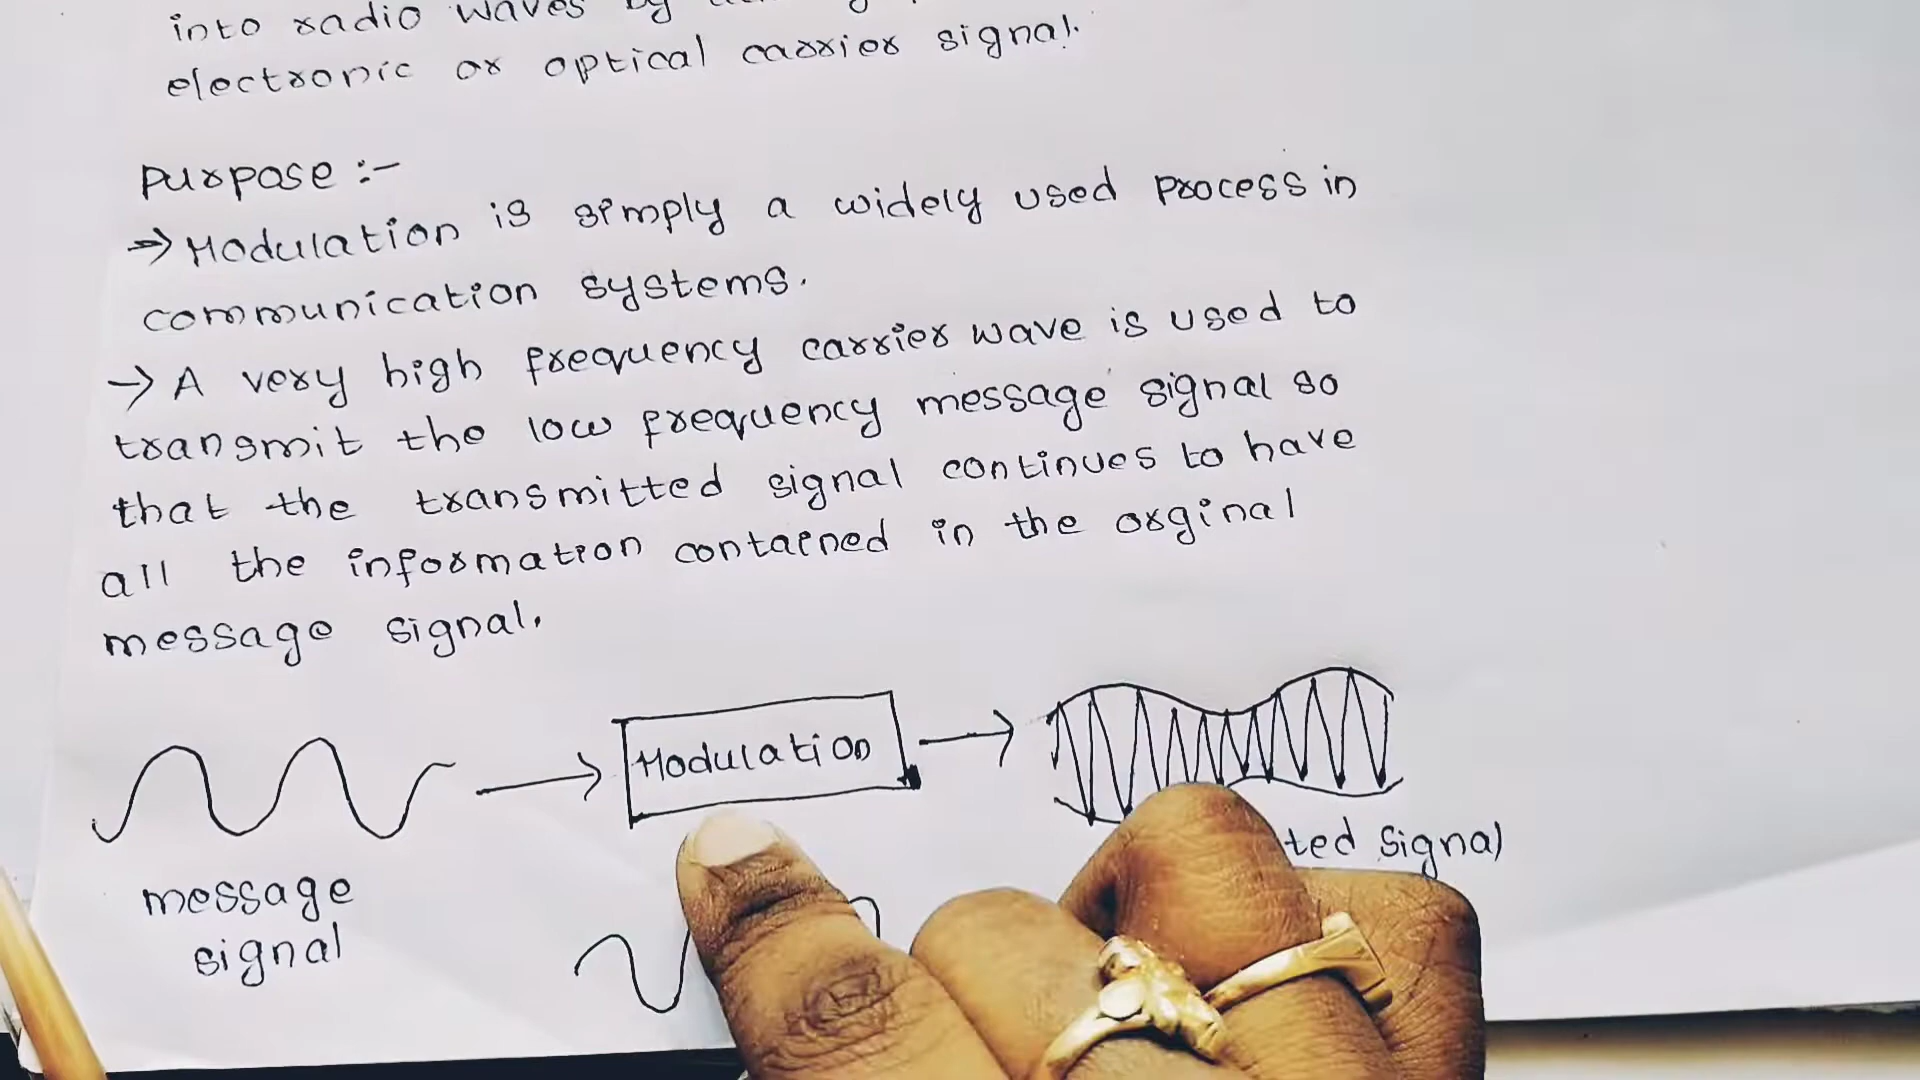 into radio waves by
electronic or optical carrier signal.
Purpose :-
→ Modulation is simply a widely used process in
communication systems.
→ A very high frequency carrier wave is used to
transmit the low frequency message signal so
that the transmitted signal continues to have
all the information contained in the orginal
message signal.
Modulation
ted Signal
message
signal